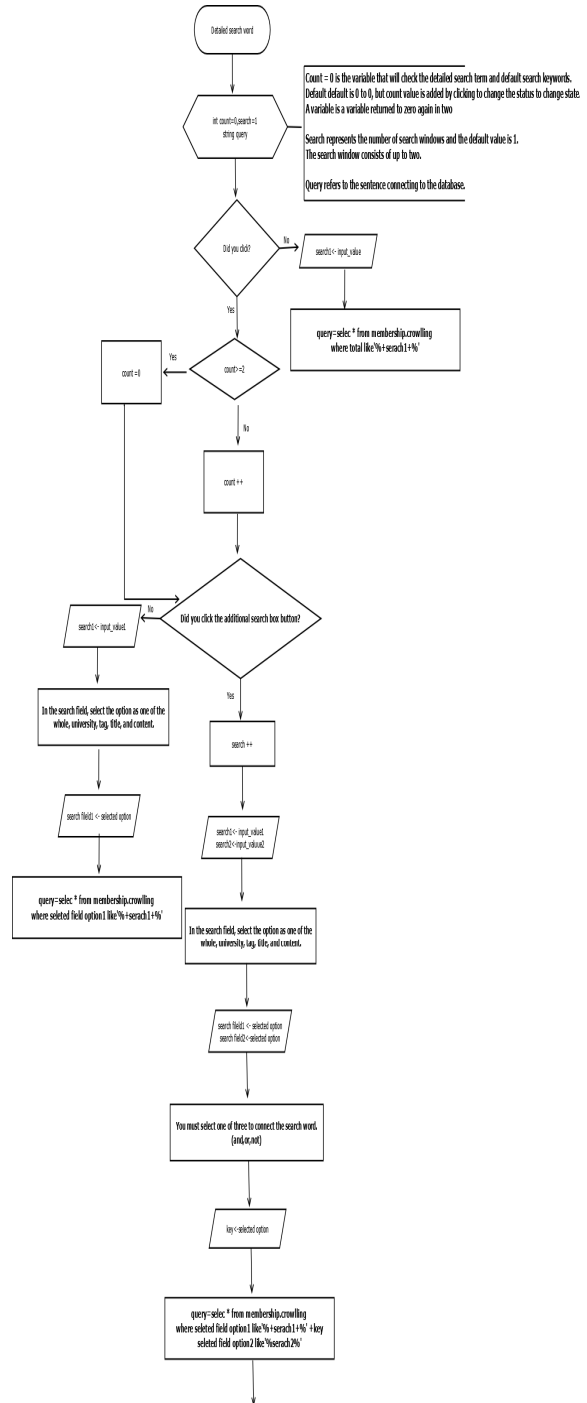 Detailed search word
int count=0,search=1
string query
Count = 0 is the variable that will check the detailed search term and default search keywords.
Default default is 0 to 0, but count value is added by clicking to change the status to change state.
A variable is a variable returned to zero again in two
Search represents the number of search windows and the default value is 1.
The search window consists of up to two.
Query refers to the sentence connecting to the database.
Did you click?
No
search1<- input_value
query=selec * from membership.crowlling
where total like'%+serach1+%'
Yes
count>=2
Yes
count =0
No
count ++
Did you click the additional search box button?
No
search1<- input_value1
In the search field, select the option as one of the
whole, university, tag, title, and content.
search fileld1 <- selected option
query=selec * from membership.crowlling
where seleted field option1 like'%+serach1+%'
Yes
search ++
search1<- input_value1
search2<-input_valuue2
In the search field, select the option as one of the
whole, university, tag, title, and content.
search fileld1 <- selected option
search field2<-selected option
You must select one of three to connect the search word.
(and,or,not)
key<-selected option
query=selec * from membership.crowlling
where seleted field option1 like'%+serach1+%' +key
seleted field option2 like'%serach2%'